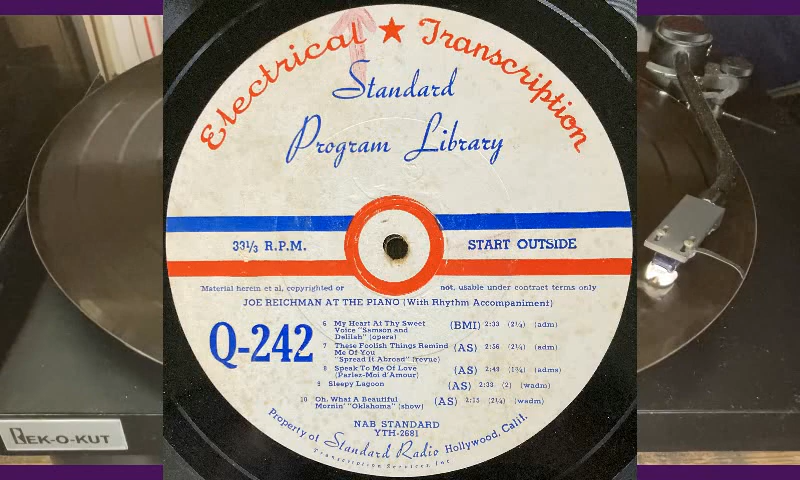 Electrical ★ Transcription
Standard
Program Library
33⅓ R.P.M.
START OUTSIDE
Material herein et al, copyrighted or not, usable under contract terms only
JOE REICHMAN AT THE PIANO (With Rhythm Accompaniment)
Q-242
6 My Heart At Thy Sweet (BMI) 2:33 (2¼) (adm)
Voice "Samson and
Delilah" (opera)
7 These Foolish Things Remind (AS) 2:56 (2¼) (adm)
Me Of You
"Spread It Abroad" (revue)
8 Speak To Me Of Love (AS) 2:49 (1¾) (adms)
(Parlez-Moi d'Amour)
9 Sleepy Lagoon (AS) 2:33 (2) (wadm)
10 Oh, What A Beautiful (AS) 2:15 (2¼) (wadm)
Mornin' "Oklahoma" (show)
NAB STANDARD
YTH-2681
Property of Standard Radio Hollywood, Calif.
Transcription Services, Inc.
REK-O-KUT